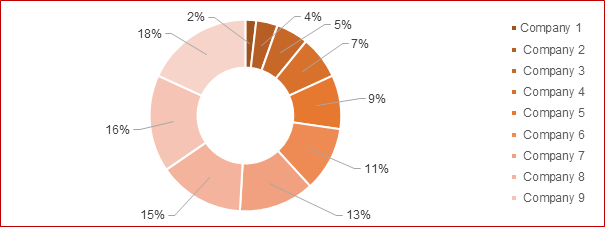 2%
4%
5%
7%
9%
11%
13%
15%
16%
18%
Company 1
Company 2
Company 3
Company 4
Company 5
Company 6
Company 7
Company 8
Company 9